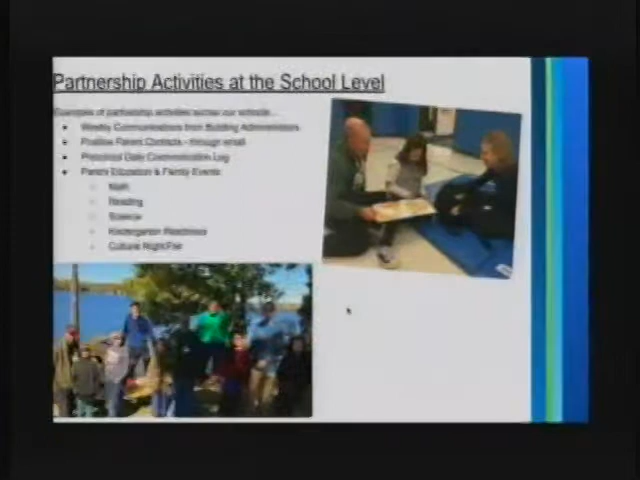 Partnership Activities at the School Level
Examples of partnership activities across our schools...
Weekly Communications from Building Administrators
Positive Parent Contacts - through email
Preschool Daily Communication Log
Parent Education & Family Events
Math
Reading
Science
Kindergarten Readiness
Cultural Night/Fair